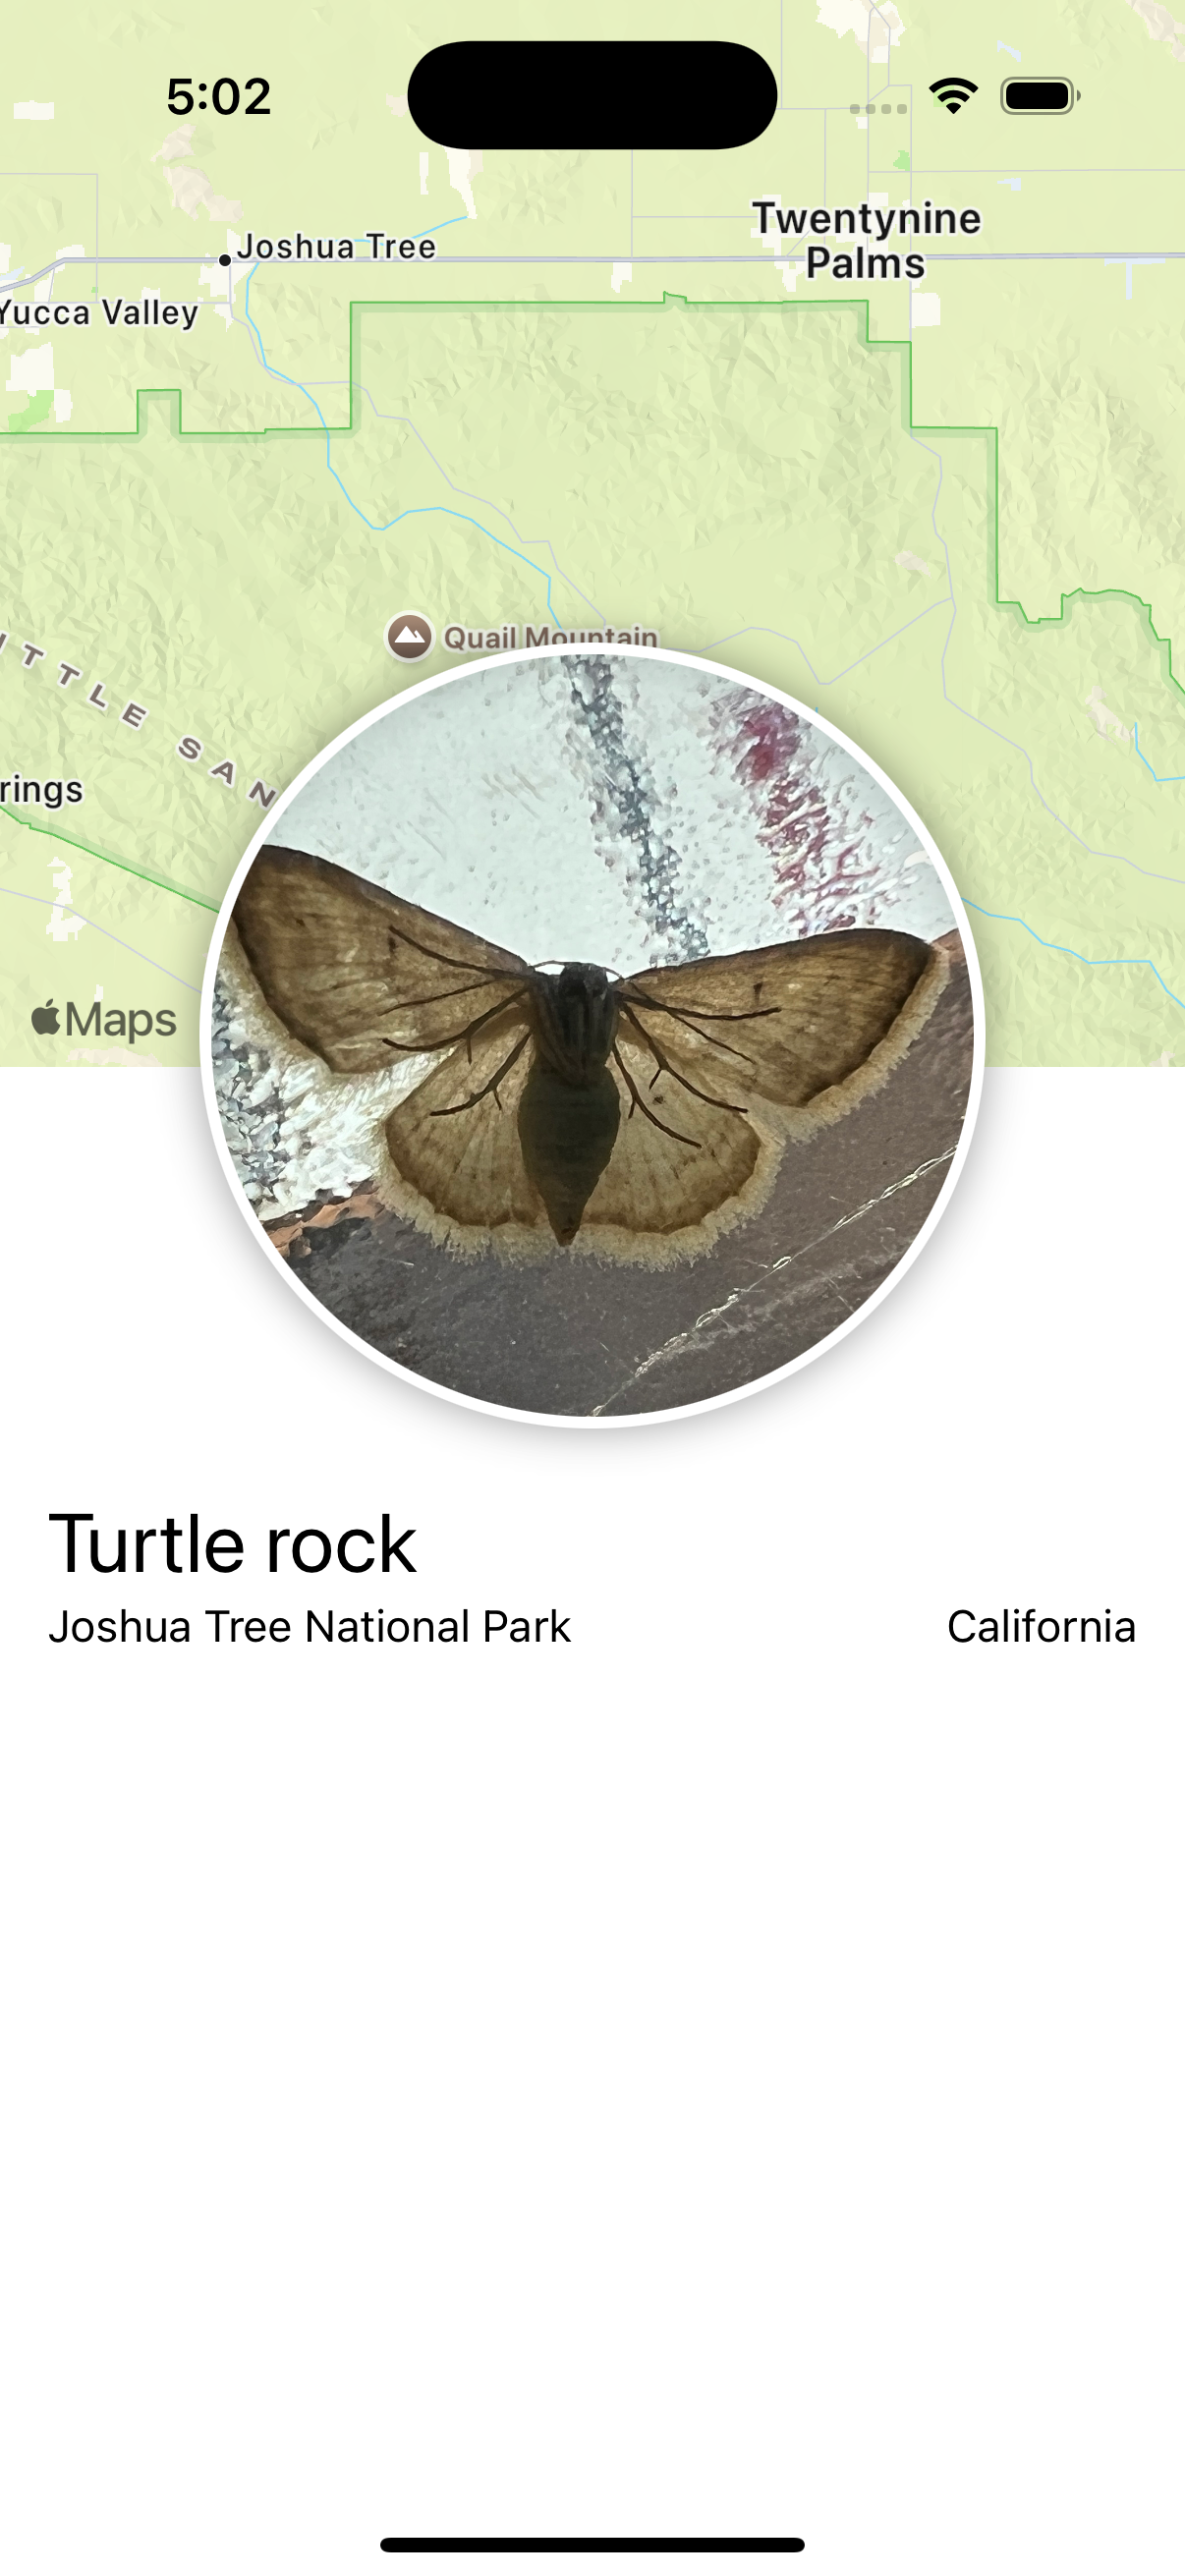 5:02
Twentynine
Palms
Joshua Tree
Yucca Valley
Quail Mountain
TTLE SAN
rings
Maps
Turtle rock
Joshua Tree National Park
California